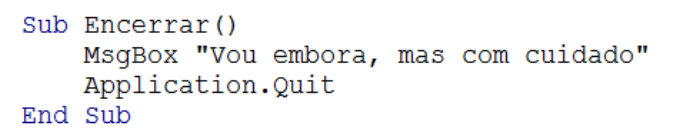 Sub Encerrar()
    MsgBox "Vou embora, mas com cuidado"
    Application.Quit
End Sub